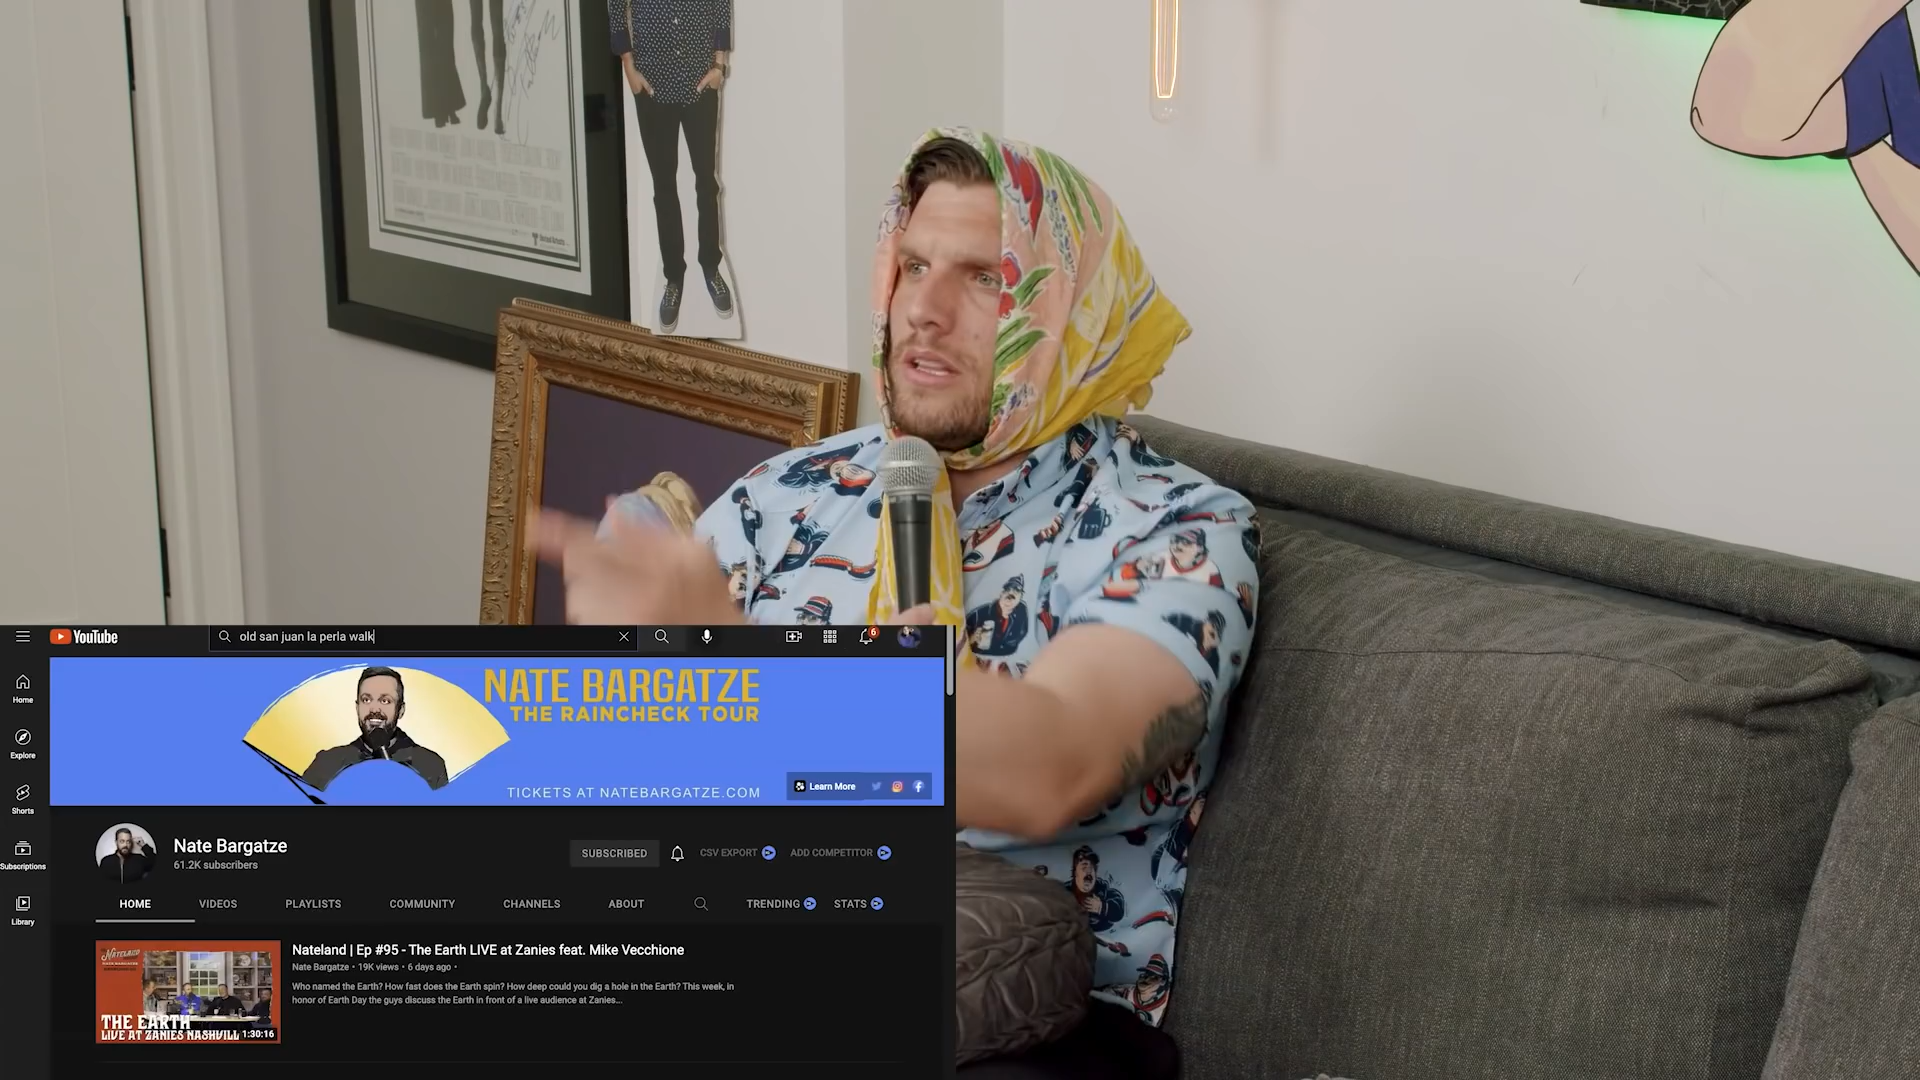 YouTube
old san juan la perla walk
6
Home
Explore
Shorts
Subscriptions
Library
NATE BARGATZE
THE RAINCHECK TOUR
TICKETS AT NATEBARGATZE.COM
Learn More
Nate Bargatze
61.2K subscribers
SUBSCRIBED
CSV EXPORT
ADD COMPETITOR
HOME
VIDEOS
PLAYLISTS
COMMUNITY
CHANNELS
ABOUT
TRENDING
STATS
NATELAND
THE EARTH
LIVE AT ZANIES NASHVILL
1:30:16
Nateland | Ep #95 - The Earth LIVE at Zanies feat. Mike Vecchione
Nate Bargatze • 19K views • 6 days ago •
Who named the Earth? How fast does the Earth spin? How deep could you dig a hole in the Earth? This week, in
honor of Earth Day the guys discuss the Earth in front of a live audience at Zanies...